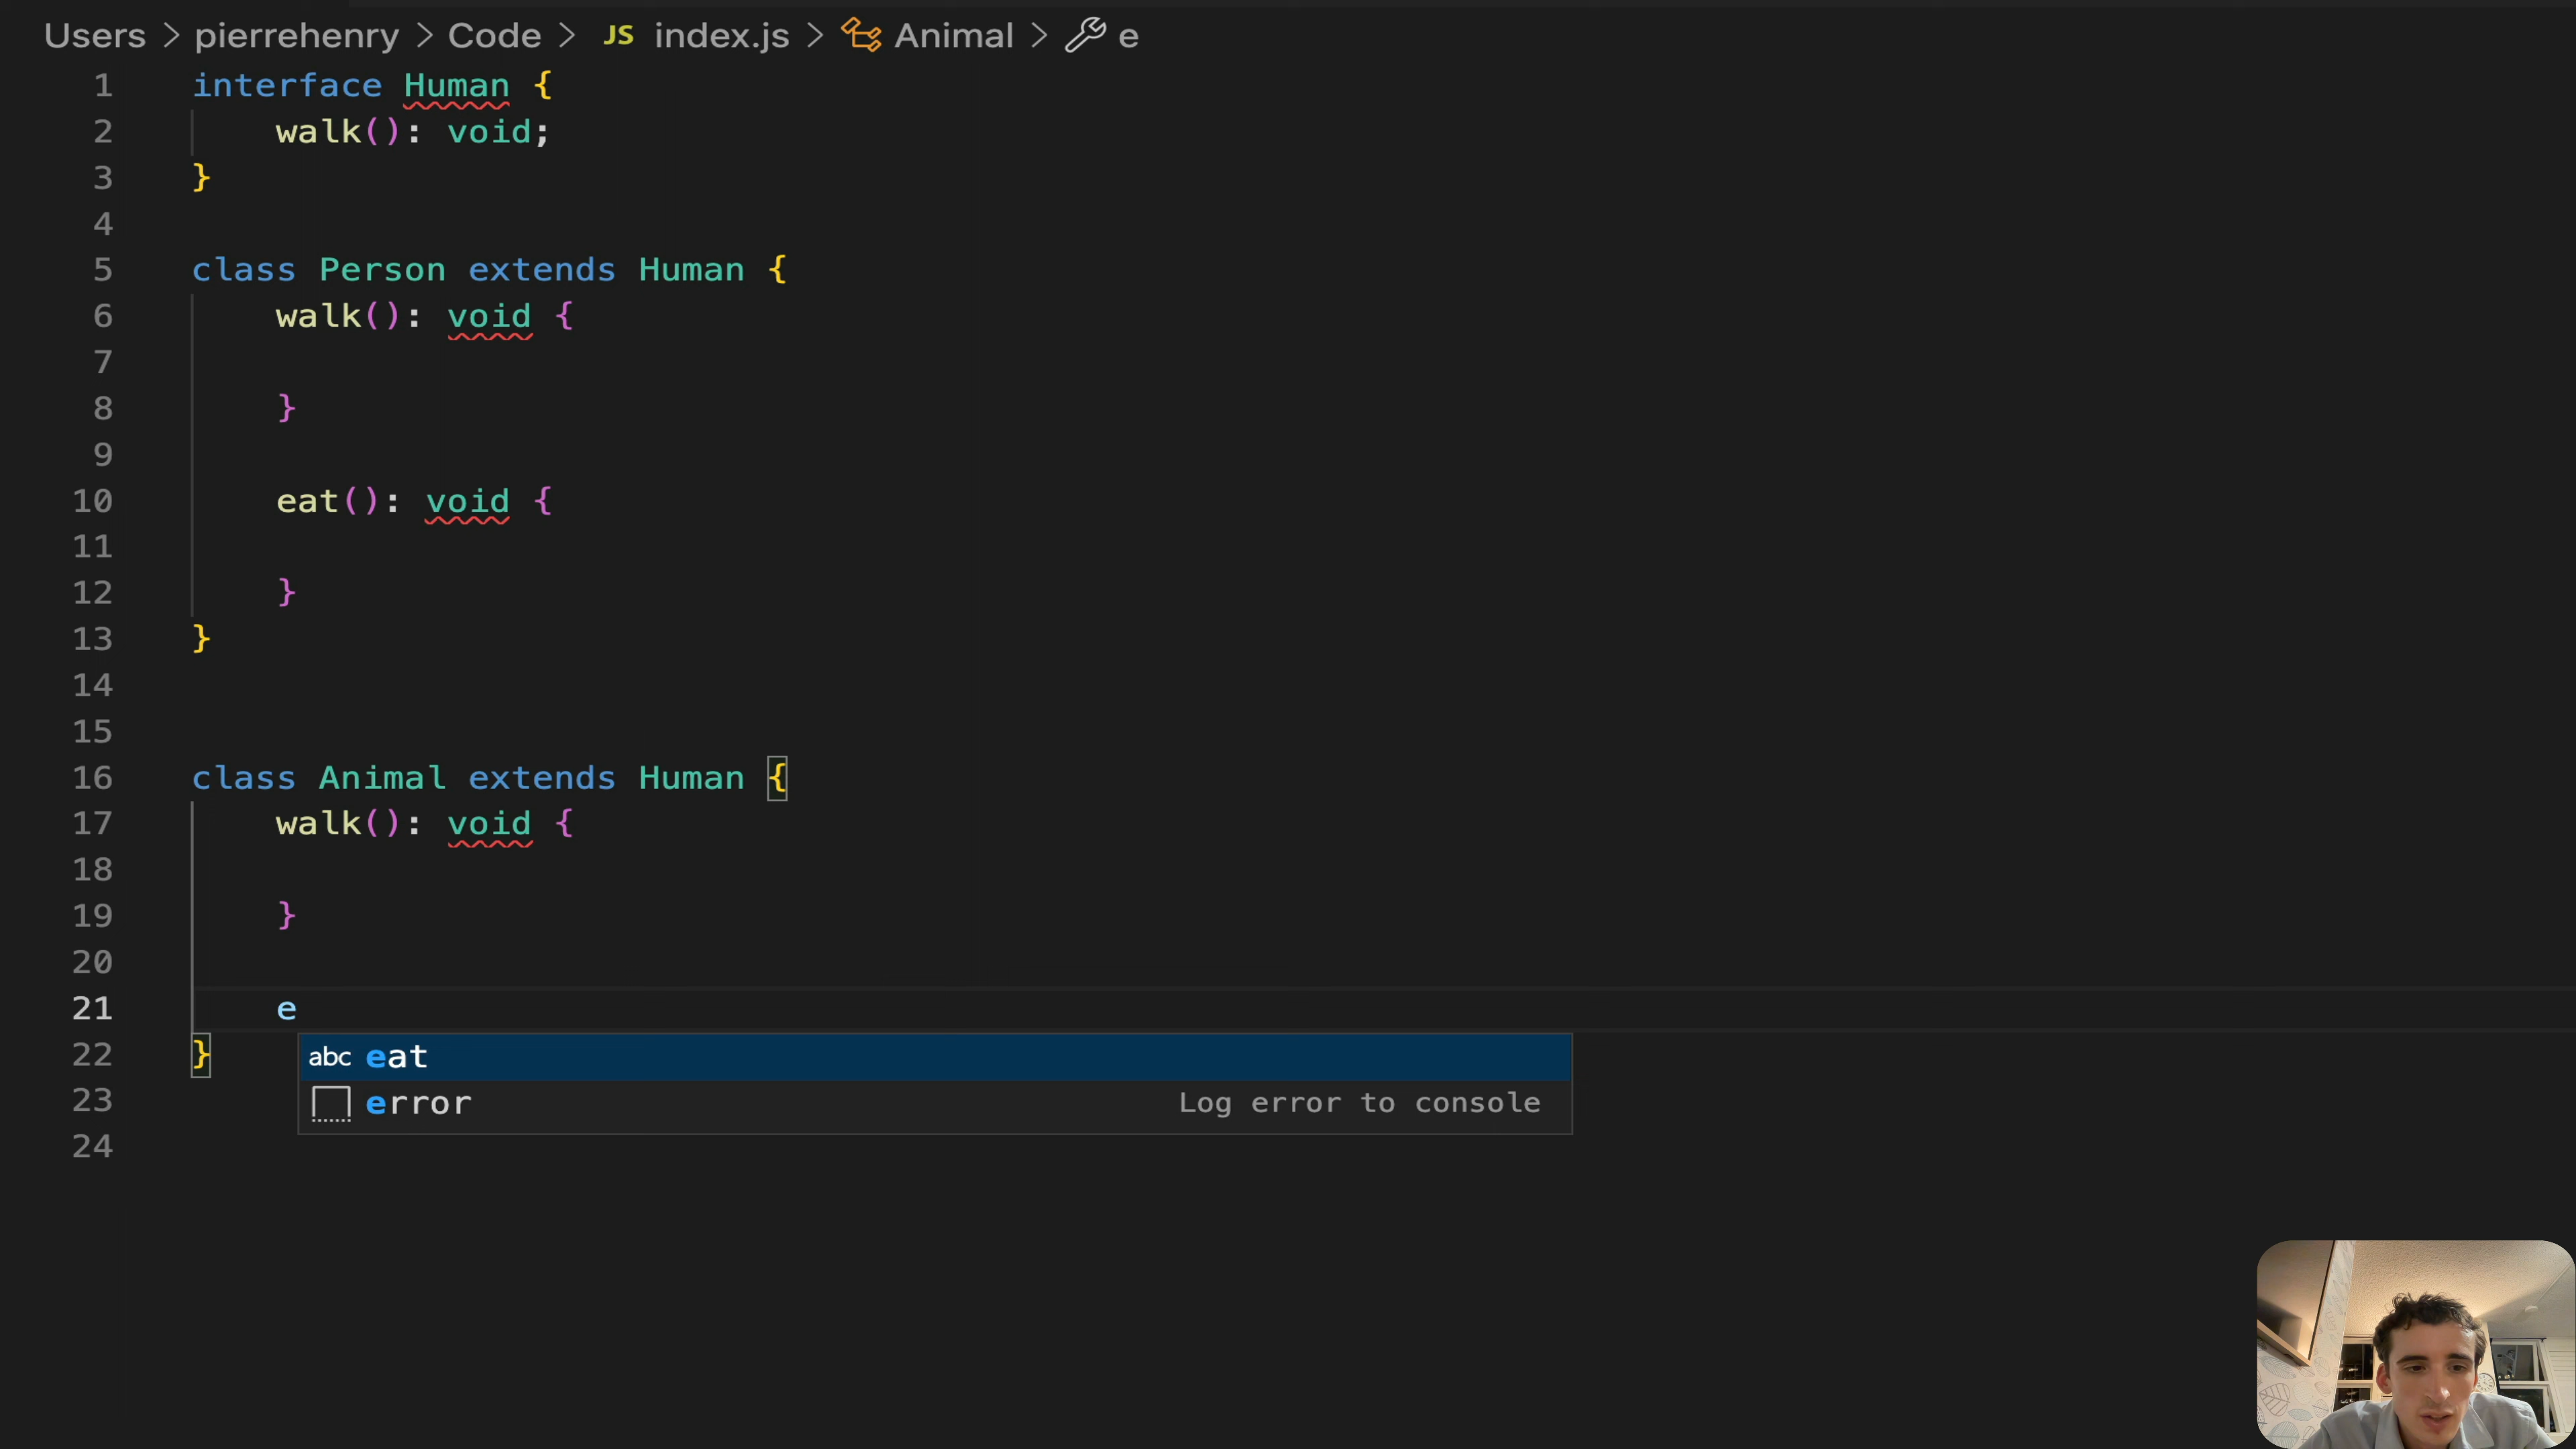 Users > pierrehenry > Code > JS index.js > Animal > e
1 interface Human {
2 walk(): void;
3 }
4
5 class Person extends Human {
6 walk(): void {
7
8 }
9
10 eat(): void {
11
12 }
13 }
14
15
16 class Animal extends Human {
17 walk(): void {
18
19 }
20
21 e
22 }
abc eat
23
error Log error to console
24